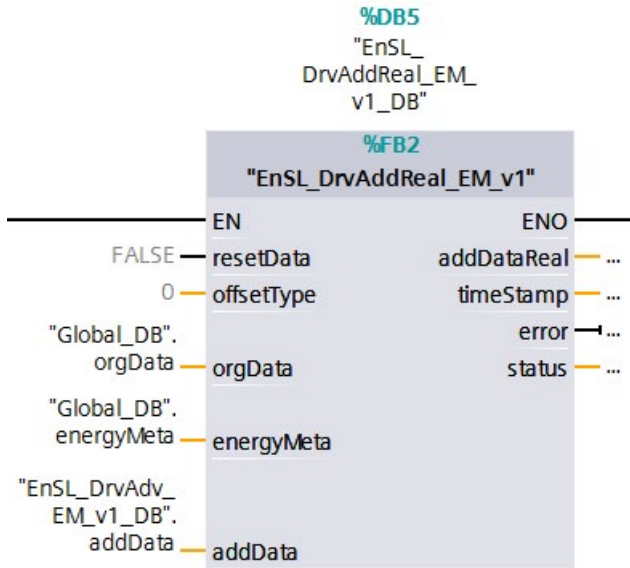 %DB5
"EnSL_
DrvAddReal_EM_
v1_DB"
%FB2
"EnSL_DrvAddReal_EM_v1"
EN ENO
FALSE resetData addDataReal ...
0 offsetType timeStamp ...
error ...
"Global_DB".
orgData orgData status ...
"Global_DB".
energyMeta energyMeta
"EnSL_DrvAdv_
EM_v1_DB".
addData addData